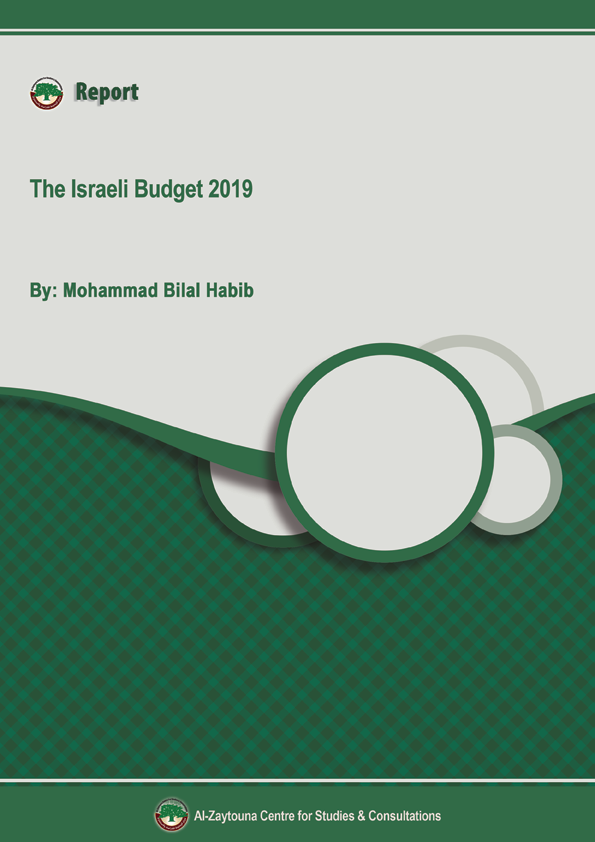 Report
The Israeli Budget 2019
By: Mohammad Bilal Habib
Al-Zaytouna Centre for Studies & Consultations